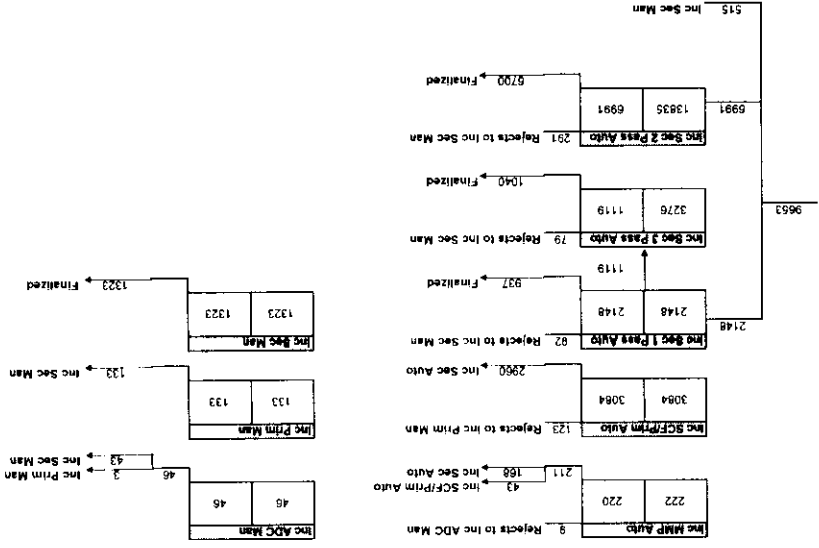 Inc MMP Auto
9
Rejects to Inc ADC Man
222
220
43
Inc SCF/Prim Auto
211
168
Inc Sec Auto
Inc SCF/Prim Auto
123
Rejects to Inc Prim Man
3084
3084
2960
Inc Sec Auto
Inc Sec 1 Pass Auto
92
Rejects to Inc Sec Man
2148
2148
2148
937
Finalized
1119
Inc Sec 3 Pass Auto
79
Rejects to Inc Sec Man
3276
1119
1040
Finalized
9653
Inc Sec 2 Pass Auto
291
Rejects to Inc Sec Man
6991
13835
6991
6700
Finalized
515
Inc Sec Man
Inc ADC Man
46
46
46
3
Inc Prim Man
43
Inc Sec Man
Inc Prim Man
133
133
133
Inc Sec Man
Inc Sec Man
1323
1323
1323
Finalized